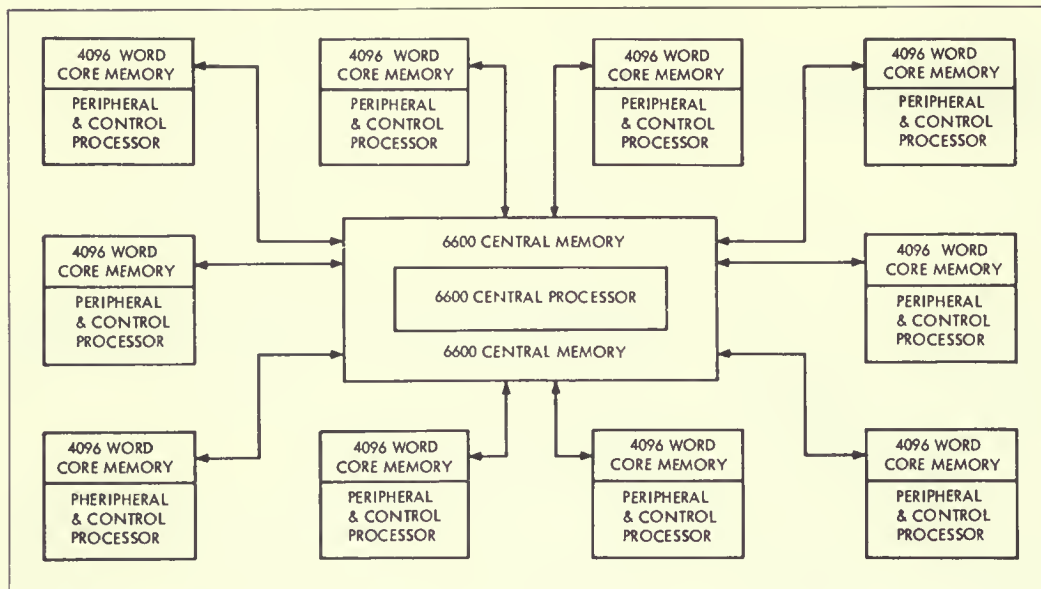 4096 WORD
CORE MEMORY
PERIPHERAL
& CONTROL
PROCESSOR
4096 WORD
CORE MEMORY
PERIPHERAL
& CONTROL
PROCESSOR
4096 WORD
CORE MEMORY
PERIPHERAL
& CONTROL
PROCESSOR
4096 WORD
CORE MEMORY
PERIPHERAL
& CONTROL
PROCESSOR
4096 WORD
CORE MEMORY
PERIPHERAL
& CONTROL
PROCESSOR
6600 CENTRAL MEMORY
6600 CENTRAL PROCESSOR
6600 CENTRAL MEMORY
4096 WORD
CORE MEMORY
PERIPHERAL
& CONTROL
PROCESSOR
4096 WORD
CORE MEMORY
PHERIPHERAL
& CONTROL
PROCESSOR
4096 WORD
CORE MEMORY
PERIPHERAL
& CONTROL
PROCESSOR
4096 WORD
CORE MEMORY
PERIPHERAL
& CONTROL
PROCESSOR
4096 WORD
CORE MEMORY
PERIPHERAL
& CONTROL
PROCESSOR